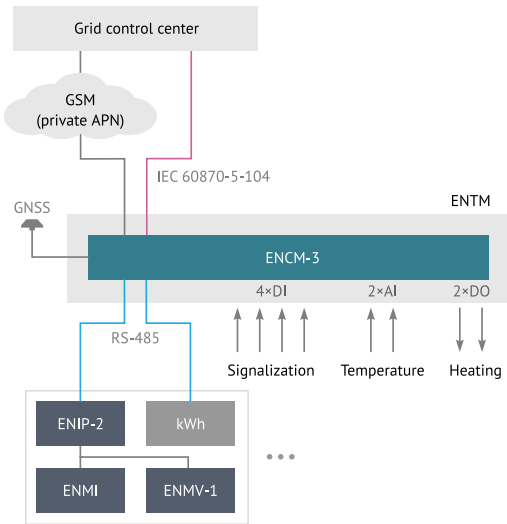 Grid control center
GSM
(private APN)
IEC 60870-5-104
GNSS
ENTM
ENCM-3
4×DI
2×AI
2×DO
RS-485
Signalization
Temperature
Heating
ENIP-2
kWh
ENMI
ENMV-1